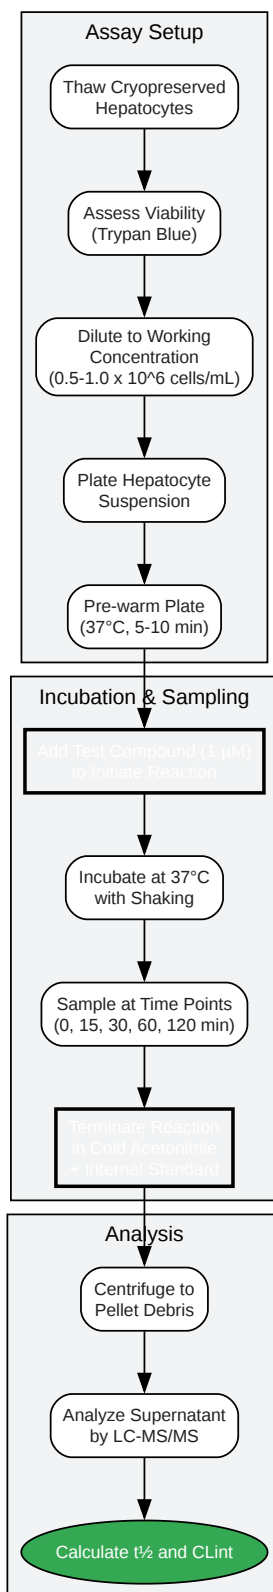 Assay Setup
Thaw Cryopreserved
Hepatocytes
Assess Viability
(Trypan Blue)
Dilute to Working
Concentration
(0.5-1.0 x 10^6 cells/mL)
Plate Hepatocyte
Suspension
Pre-warm Plate
(37°C, 5-10 min)
Incubation & Sampling
Add Test Compound (1 µM)
to Initiate Reaction
Incubate at 37°C
with Shaking
Sample at Time Points
(0, 15, 30, 60, 120 min)
Terminate Reaction
in Cold Acetonitrile
+ Internal Standard
Analysis
Centrifuge to
Pellet Debris
Analyze Supernatant
by LC-MS/MS
Calculate t½ and CLint